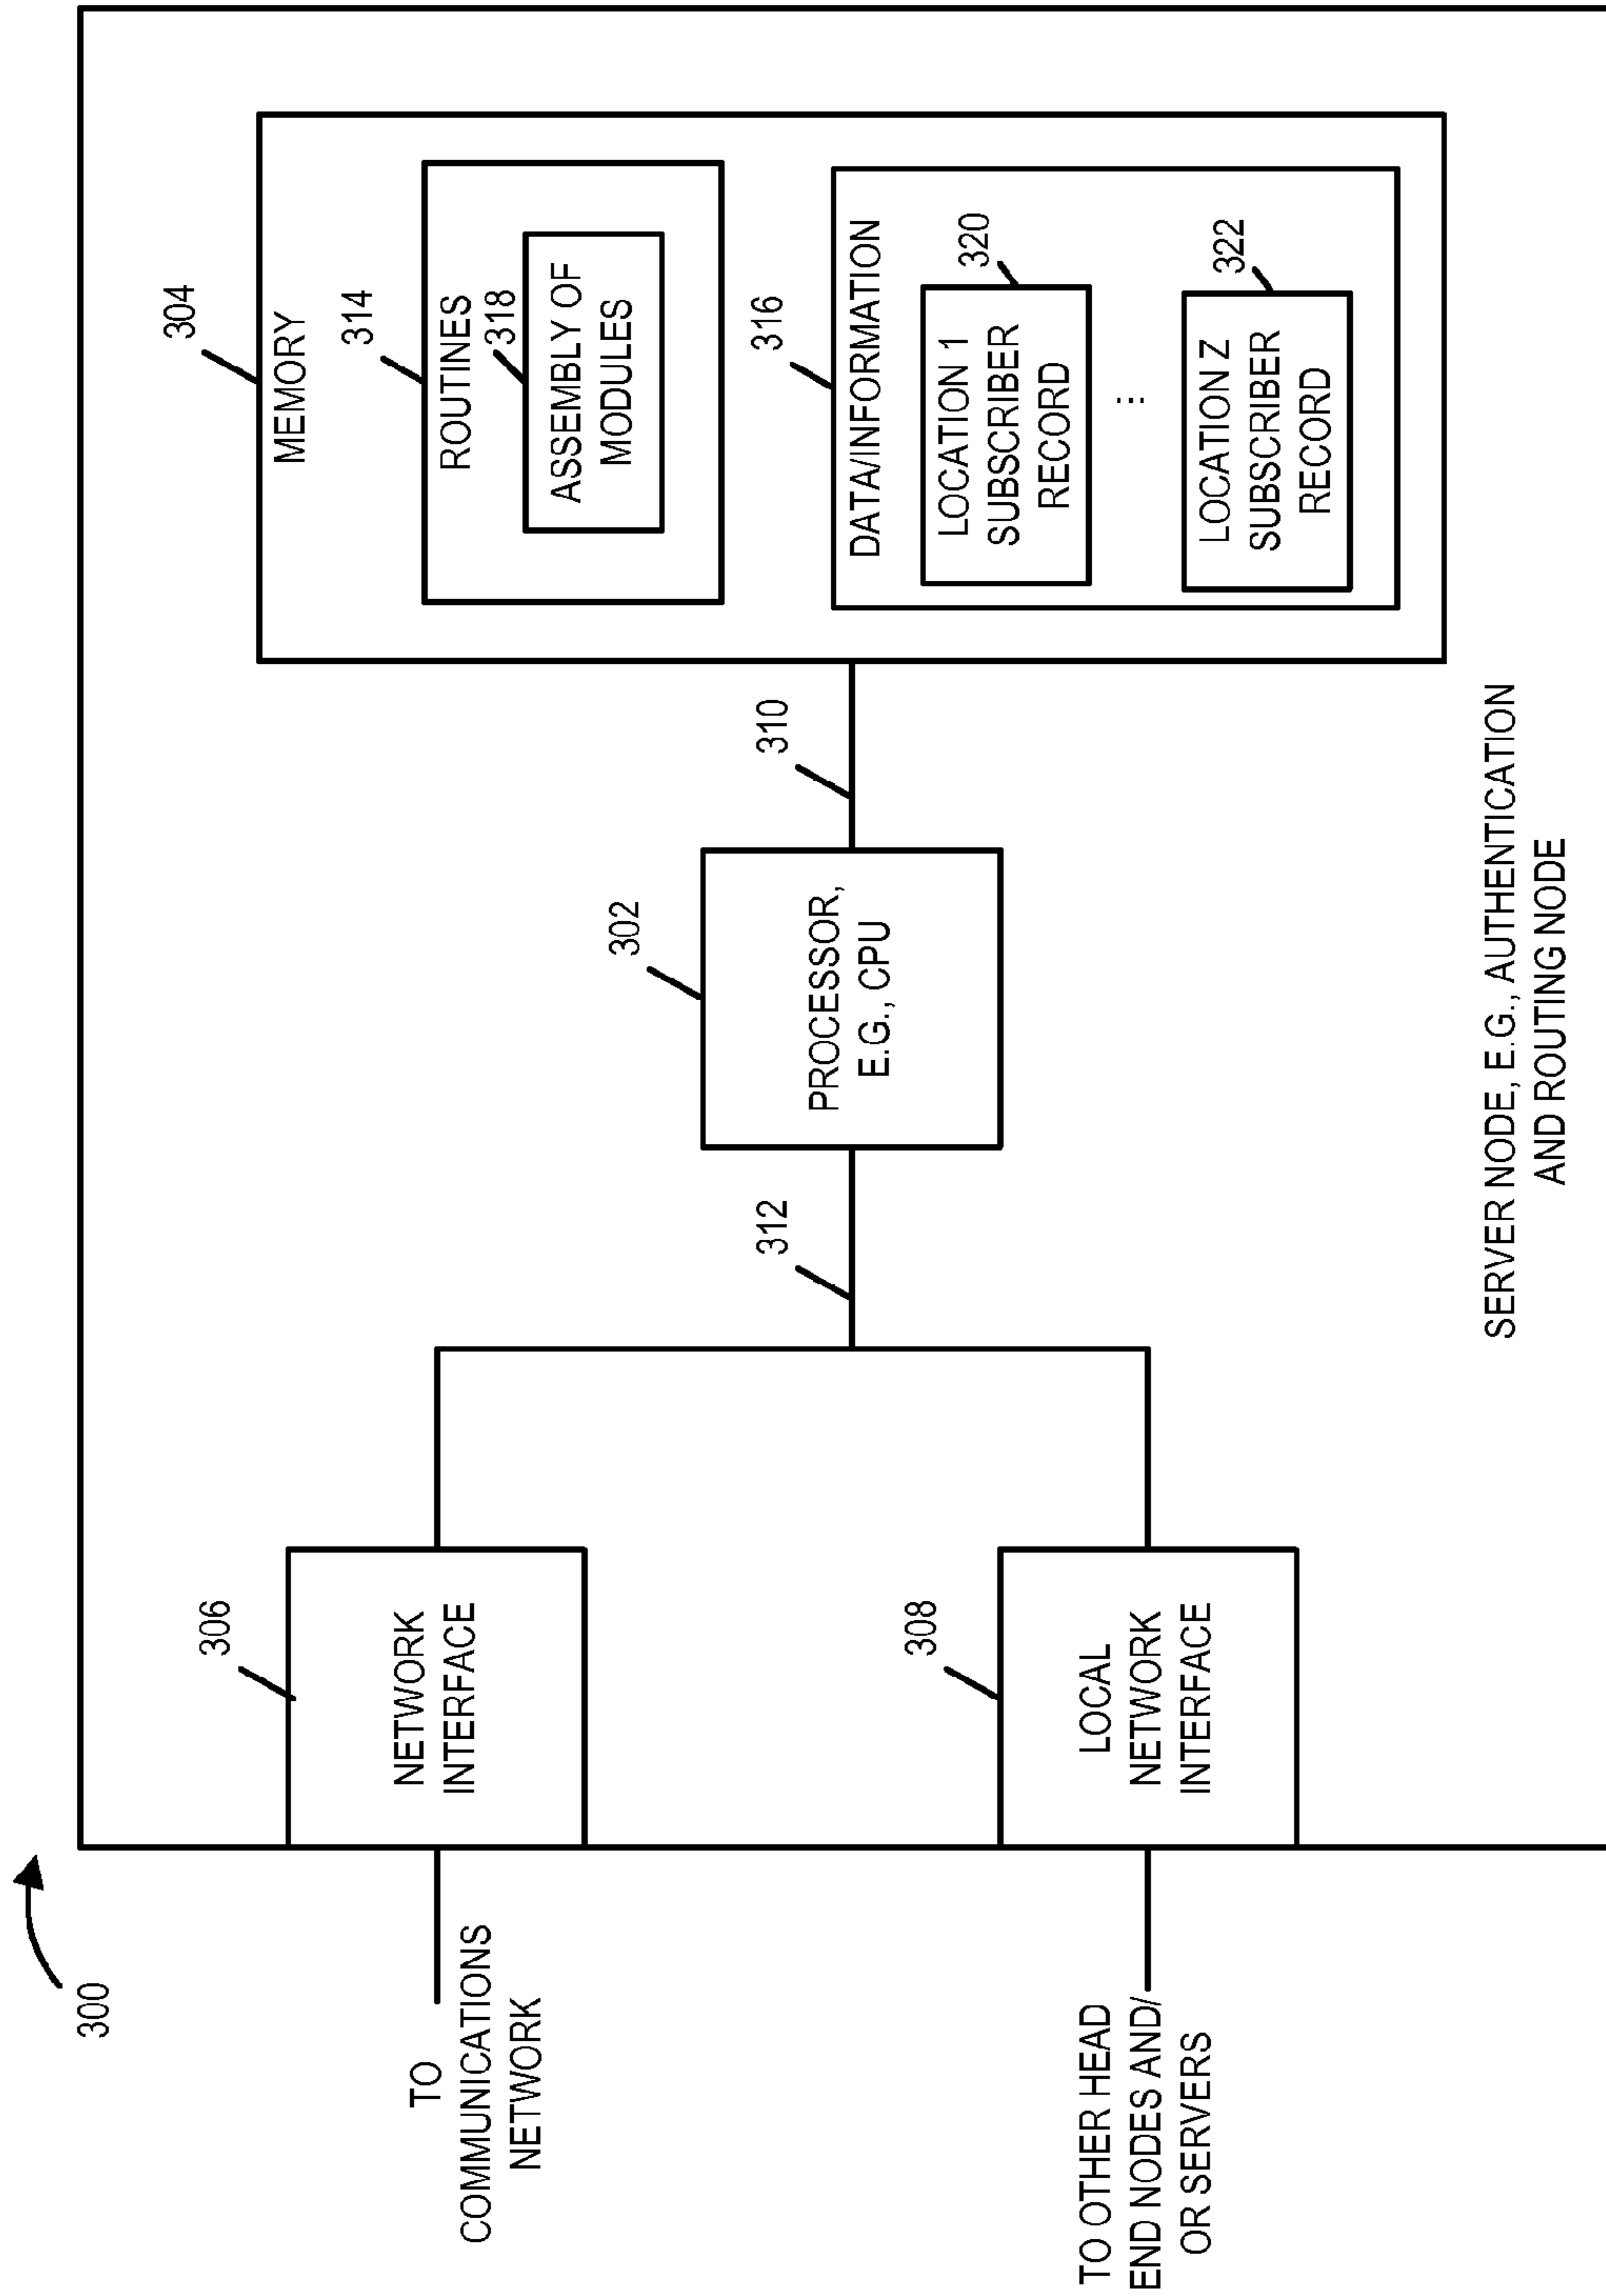 300
306
NETWORK
INTERFACE
TO
COMMUNICATIONS
NETWORK
308
LOCAL
NETWORK
INTERFACE
TO OTHER HEAD
END NODES AND/
OR SERVERS
312
302
PROCESSOR,
E.G., CPU
310
304
MEMORY
314
ROUTINES
318
ASSEMBLY OF
MODULES
316
DATA/INFORMATION
320
LOCATION 1
SUBSCRIBER
RECORD
...
322
LOCATION Z
SUBSCRIBER
RECORD
SERVER NODE, E.G., AUTHENTICATION
AND ROUTING NODE